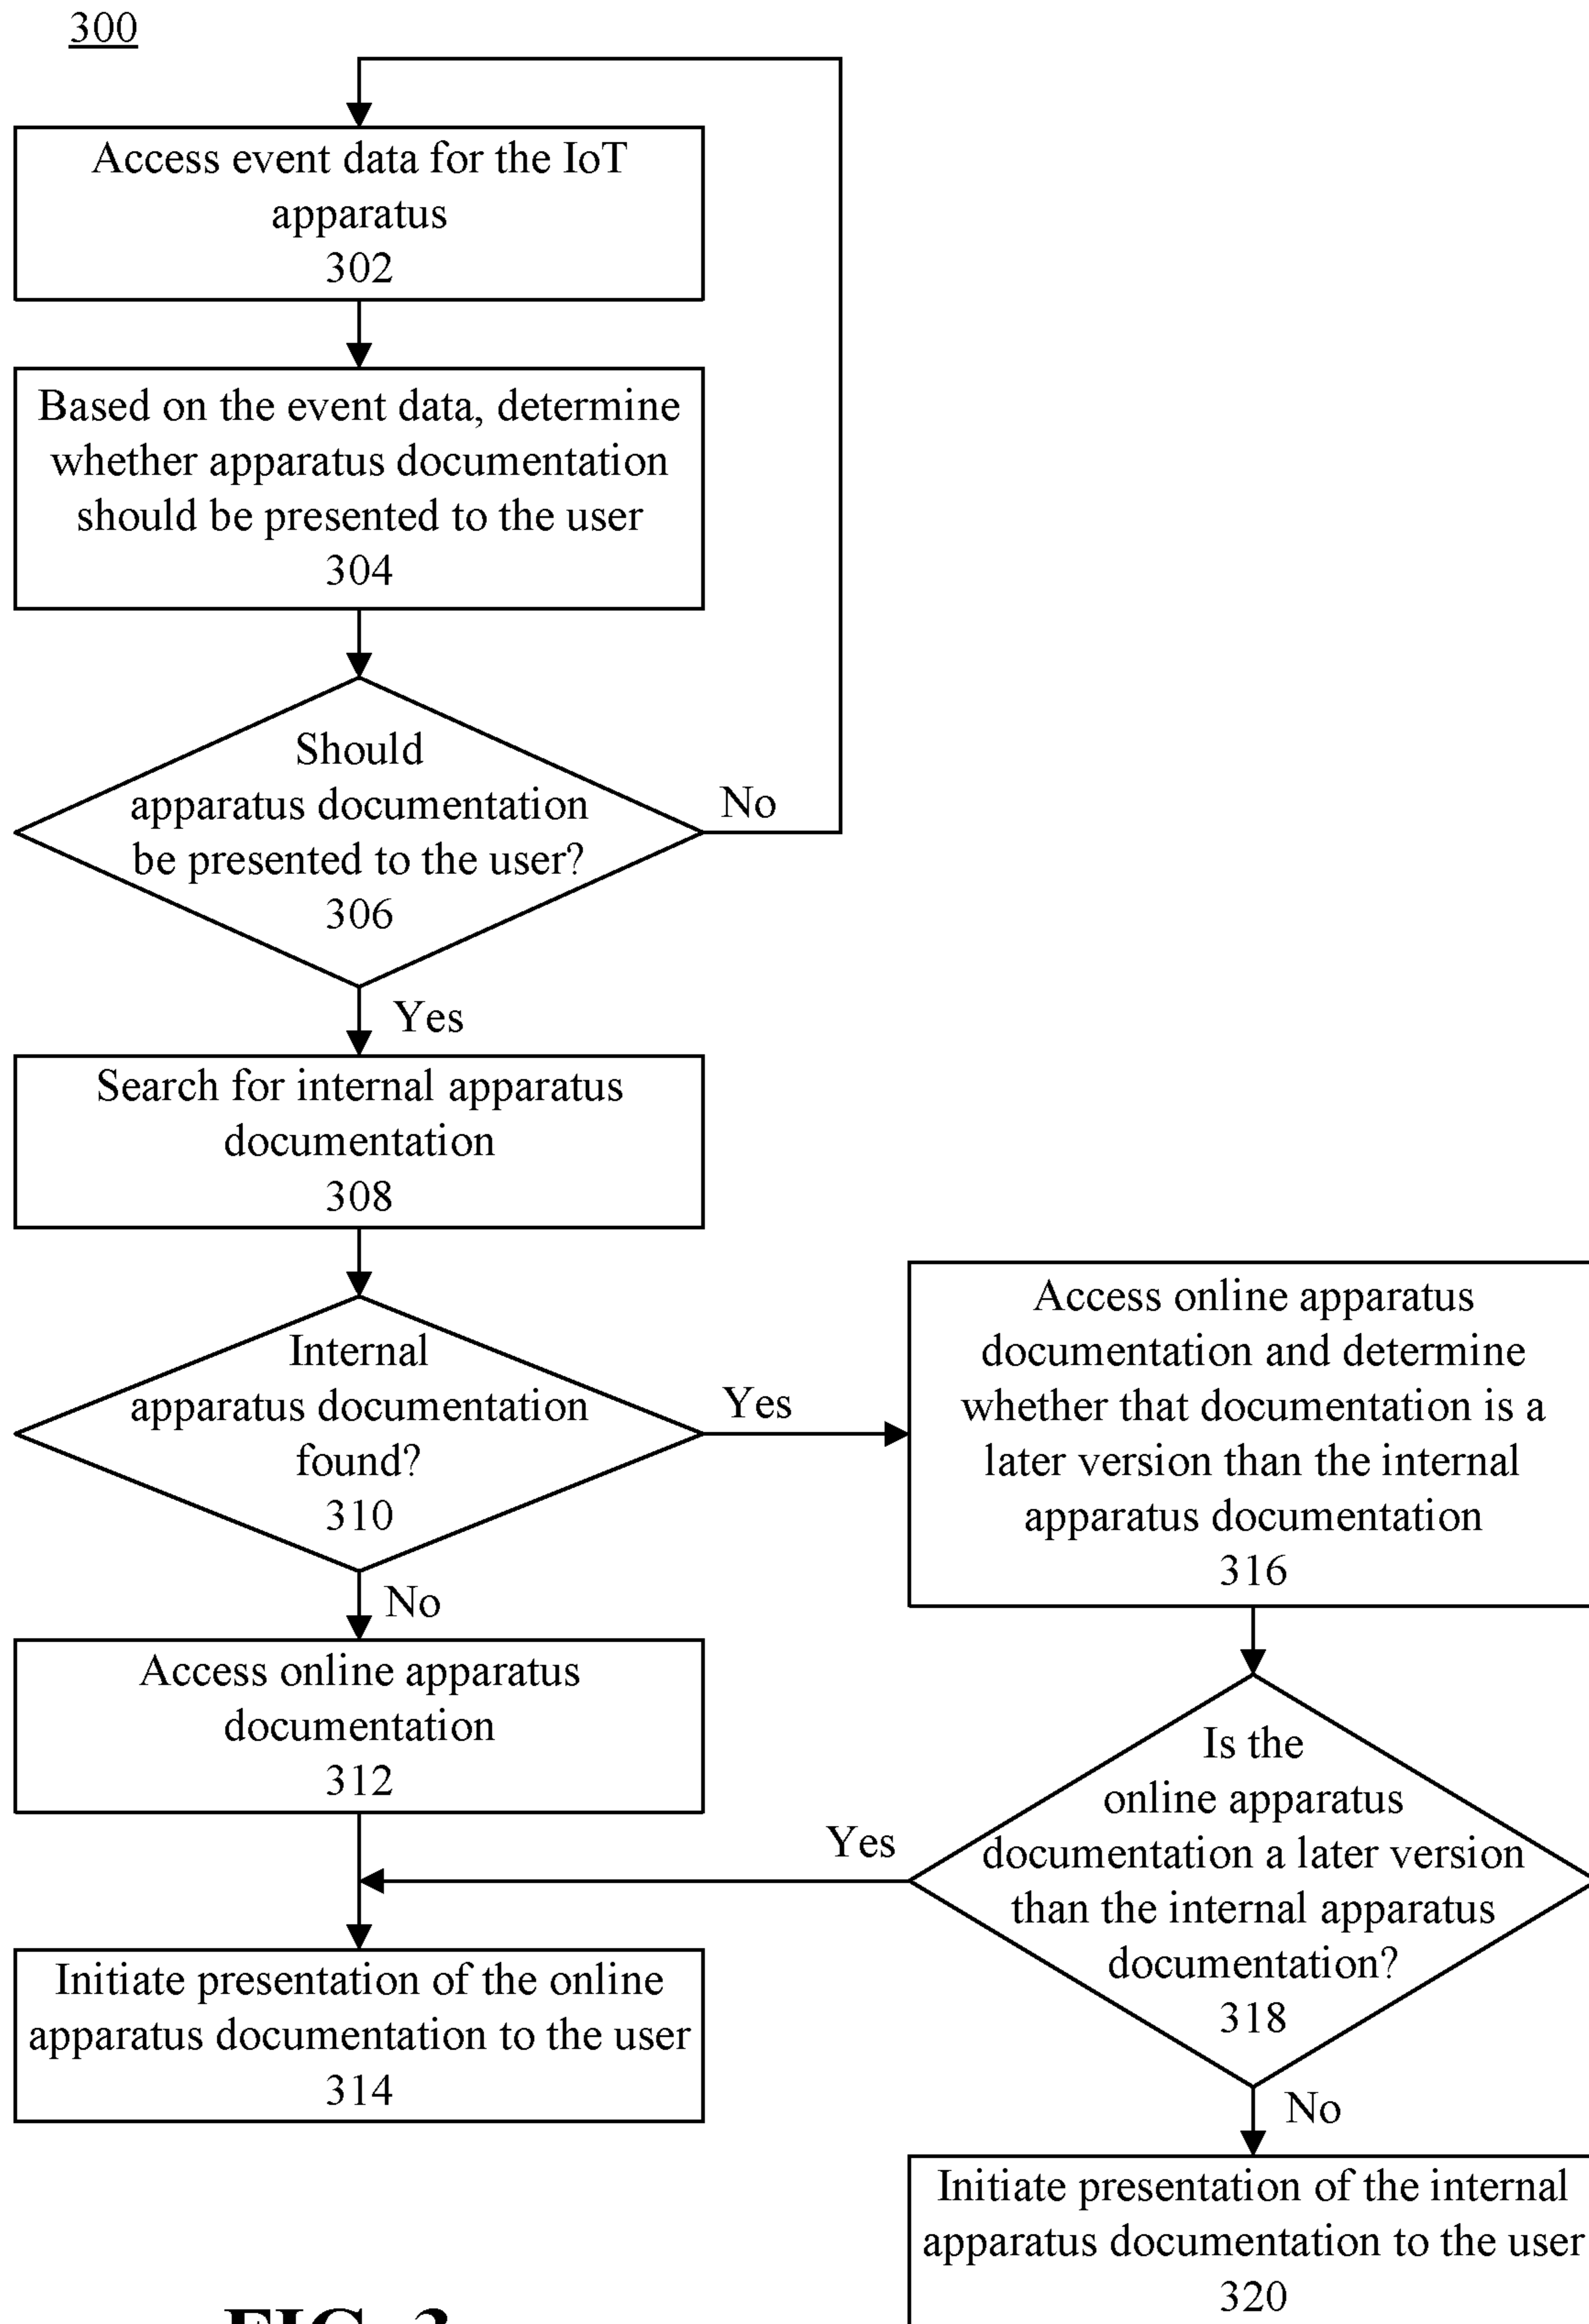 300
Access event data for the IoT
apparatus
302
Based on the event data, determine
whether apparatus documentation
should be presented to the user
304
Should
apparatus documentation
be presented to the user?
306
No
Yes
Search for internal apparatus
documentation
308
Internal
apparatus documentation
found?
310
Yes
No
Access online apparatus
documentation and determine
whether that documentation is a
later version than the internal
apparatus documentation
316
Access online apparatus
documentation
312
Is the
online apparatus
documentation a later version
than the internal apparatus
documentation?
318
Yes
No
Initiate presentation of the online
apparatus documentation to the user
314
Initiate presentation of the internal
apparatus documentation to the user
320
FIG. 3